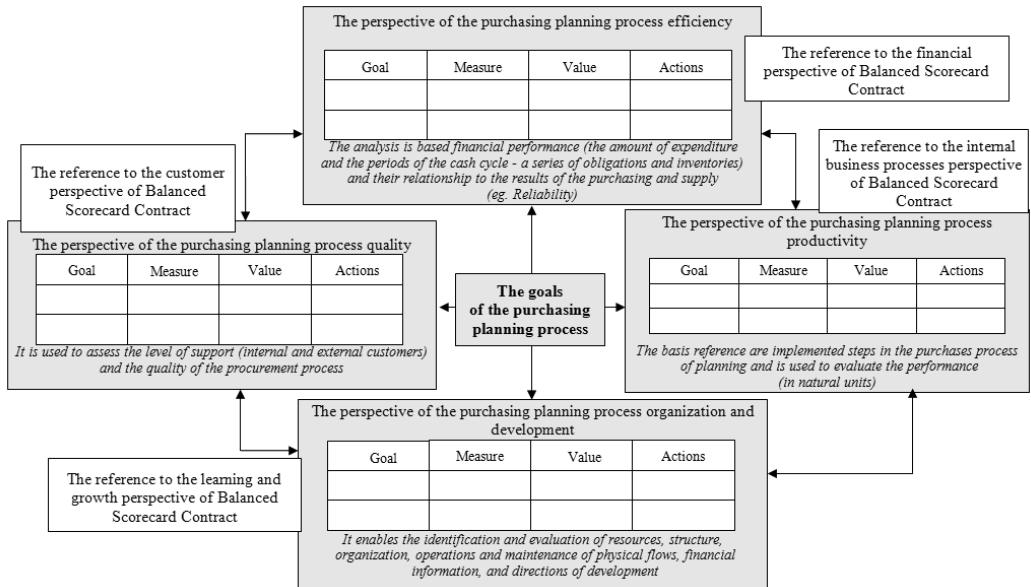 The perspective of the purchasing planning process efficiency
Goal Measure Value Actions
The analysis is based financial performance (the amount of expenditure
and the periods of the cash cycle - a series of obligations and inventories)
and their relationship to the results of the purchasing and supply
(eg. Reliability)
The reference to the financial
perspective of Balanced Scorecard
Contract
The reference to the customer
perspective of Balanced
Scorecard Contract
The reference to the internal
business processes perspective
of Balanced Scorecard
Contract
The perspective of the purchasing planning process quality
Goal Measure Value Actions
It is used to assess the level of support (internal and external customers)
and the quality of the procurement process
The goals
of the purchasing
planning process
The perspective of the purchasing planning process
productivity
Goal Measure Value Actions
The basis reference are implemented steps in the purchases process
of planning and is used to evaluate the performance
(in natural units)
The perspective of the purchasing planning process organization and
development
Goal Measure Value Actions
It enables the identification and evaluation of resources, structure,
organization, operations and maintenance of physical flows, financial
information, and directions of development
The reference to the learning and
growth perspective of Balanced
Scorecard Contract